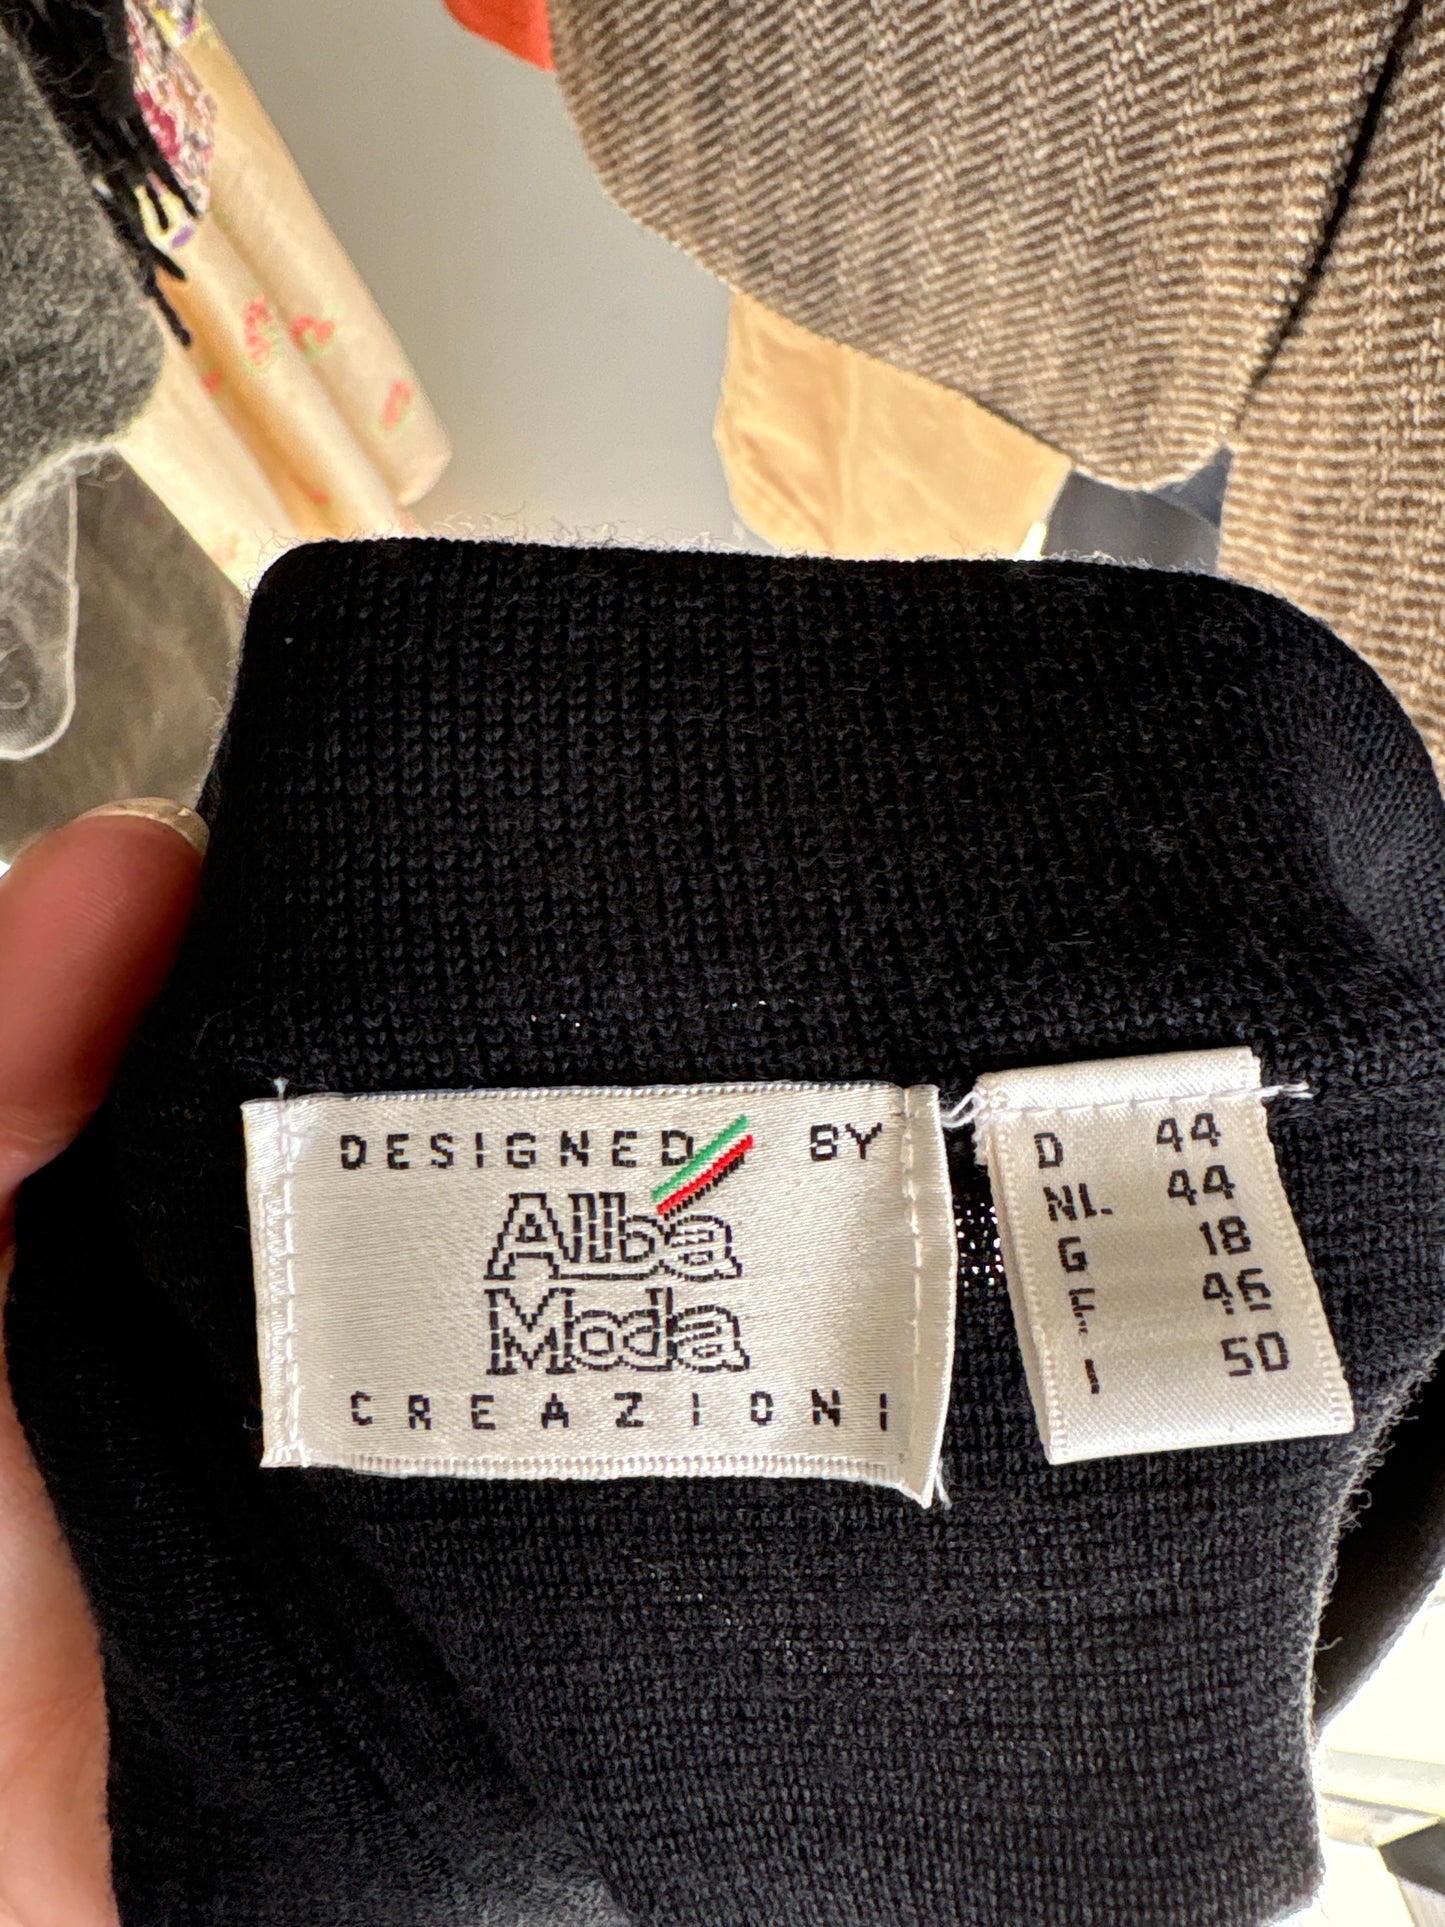 DESIGNED BY
Alba
Moda
CREAZIONI
D 44
NL 44
G 18
F 46
I 50